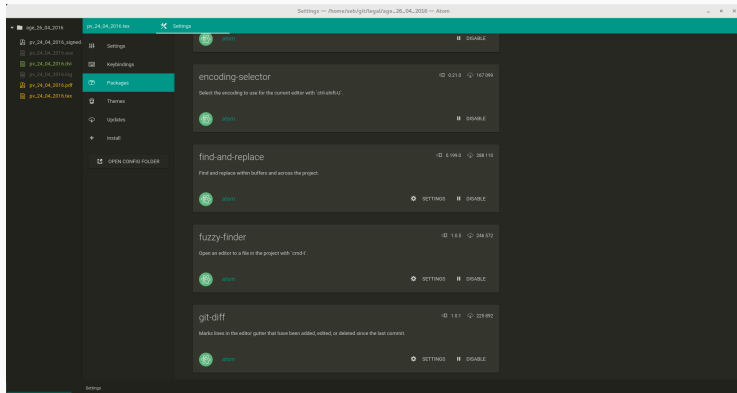 Settings — /home/seb/git/legal/age_26_04_2016 — Atom
age_26_04_2016
pv_24_04_2016_signed
pv_24_04_2016.aux
pv_24_04_2016.dvi
pv_24_04_2016.log
pv_24_04_2016.pdf
pv_24_04_2016.tex
pv_24_04_2016.tex
Settings
Settings
Keybindings
Packages
Themes
Updates
Install
OPEN CONFIG FOLDER
atom
DISABLE
encoding-selector
0.21.0 167 099
Select the encoding to use for the current editor with `ctrl-shift-U`.
atom
DISABLE
find-and-replace
0.199.0 268 110
Find and replace within buffers and across the project.
atom
SETTINGS DISABLE
fuzzy-finder
1.0.5 246 572
Open an editor to a file in the project with `cmd-t`.
atom
SETTINGS DISABLE
git-diff
1.0.1 229 892
Marks lines in the editor gutter that have been added, edited, or deleted since the last commit.
atom
SETTINGS DISABLE
Settings